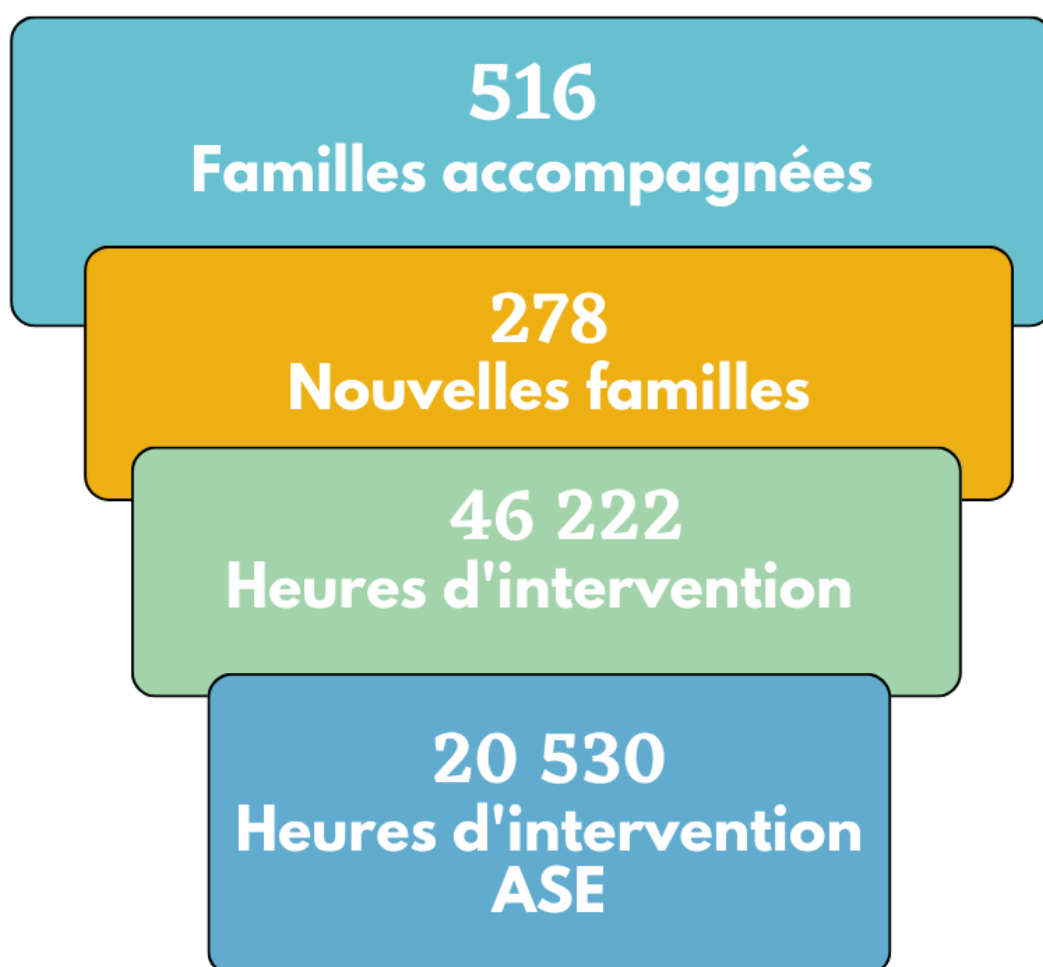 516
Familles accompagnées
278
Nouvelles familles
46 222
Heures d'intervention
20 530
Heures d'intervention
ASE